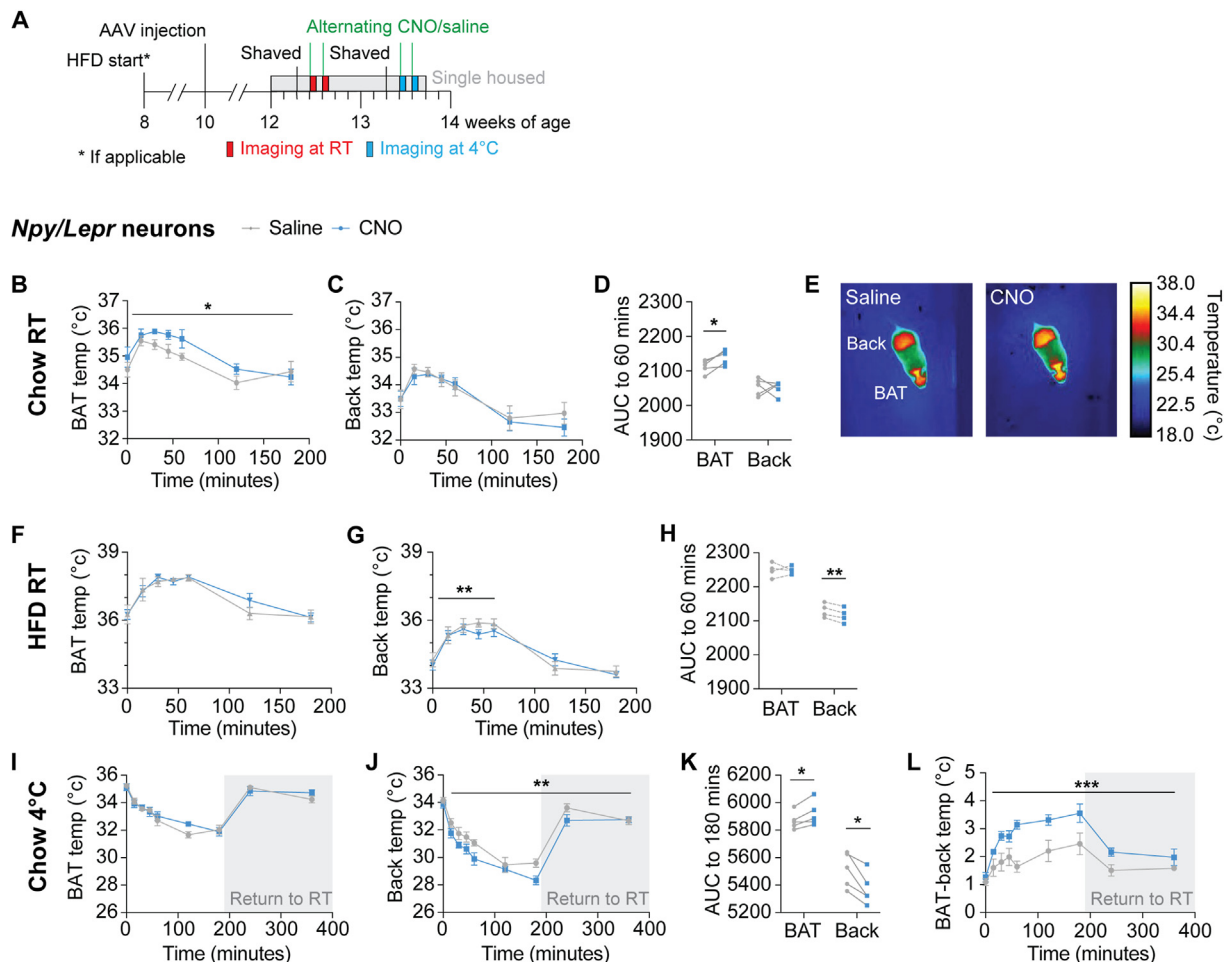 A
AAV injection
Alternating CNO/saline
HFD start*
Shaved
Shaved
Single housed
8
10
12
13
14 weeks of age
* If applicable
Imaging at RT
Imaging at 4°C
Npy/Lepr neurons
Saline
CNO
Chow RT
B
BAT temp (°c)
37
36
35
34
33
32
*
0
50
100
150
200
Time (minutes)
C
Back temp (°c)
36
35
34
33
32
0
50
100
150
200
Time (minutes)
D
AUC to 60 mins
2300
2200
2100
2000
1900
*
BAT
Back
E
Saline
Back
BAT
CNO
38.0
34.4
30.4
26.4
22.5
18.0
Temperature (°c)
HFD RT
F
BAT temp (°c)
39
36
33
0
50
100
150
200
Time (minutes)
G
Back temp (°c)
39
36
33
**
0
50
100
150
200
Time (minutes)
H
AUC to 60 mins
2300
2200
2100
2000
1900
**
BAT
Back
Chow 4°C
I
BAT temp (°c)
36
34
32
30
28
26
Return to RT
0
100
200
300
400
Time (minutes)
J
Back temp (°c)
36
34
32
30
28
26
**
Return to RT
0
100
200
300
400
Time (minutes)
K
AUC to 180 mins
6200
6000
5800
5600
5400
5200
*
*
BAT
Back
L
BAT-back temp (°c)
5
4
3
2
1
0
***
Return to RT
0
100
200
300
400
Time (minutes)